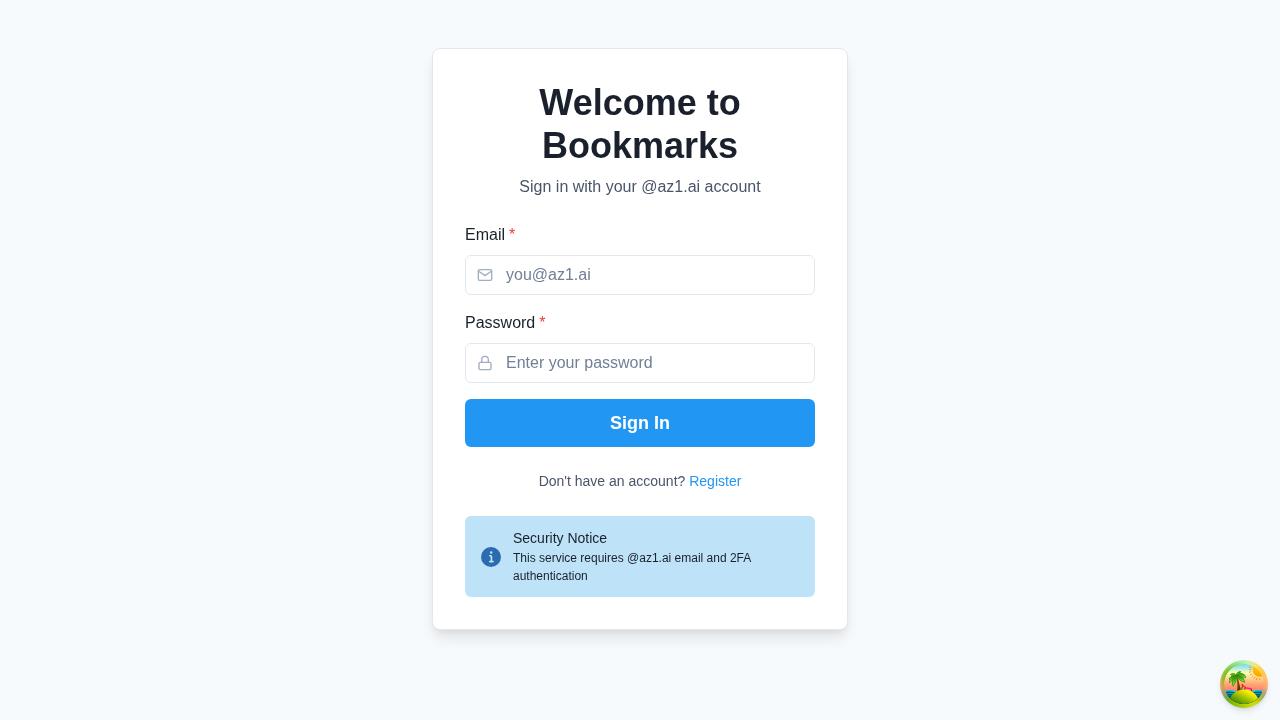 Welcome to
Bookmarks
Sign in with your @az1.ai account
Email *
you@az1.ai
Password *
Enter your password
Sign In
Don't have an account? Register
Security Notice
This service requires @az1.ai email and 2FA
authentication